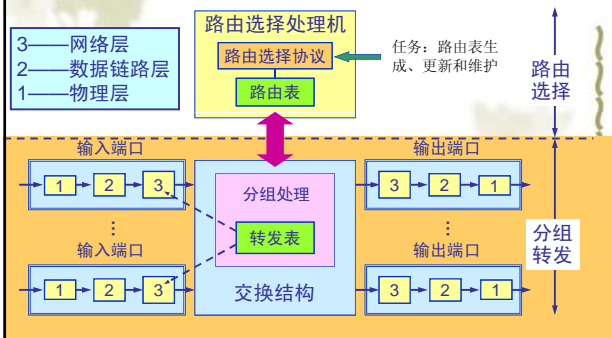 3——网络层
2——数据链路层
1——物理层
路由选择处理机
路由选择协议
路由表
任务：路由表生
成、更新和维护
路由
选择
输入端口
1 2 3
⋮
输入端口
1 2 3
分组处理
转发表
交换结构
输出端口
3 2 1
⋮
输出端口
3 2 1
分组
转发